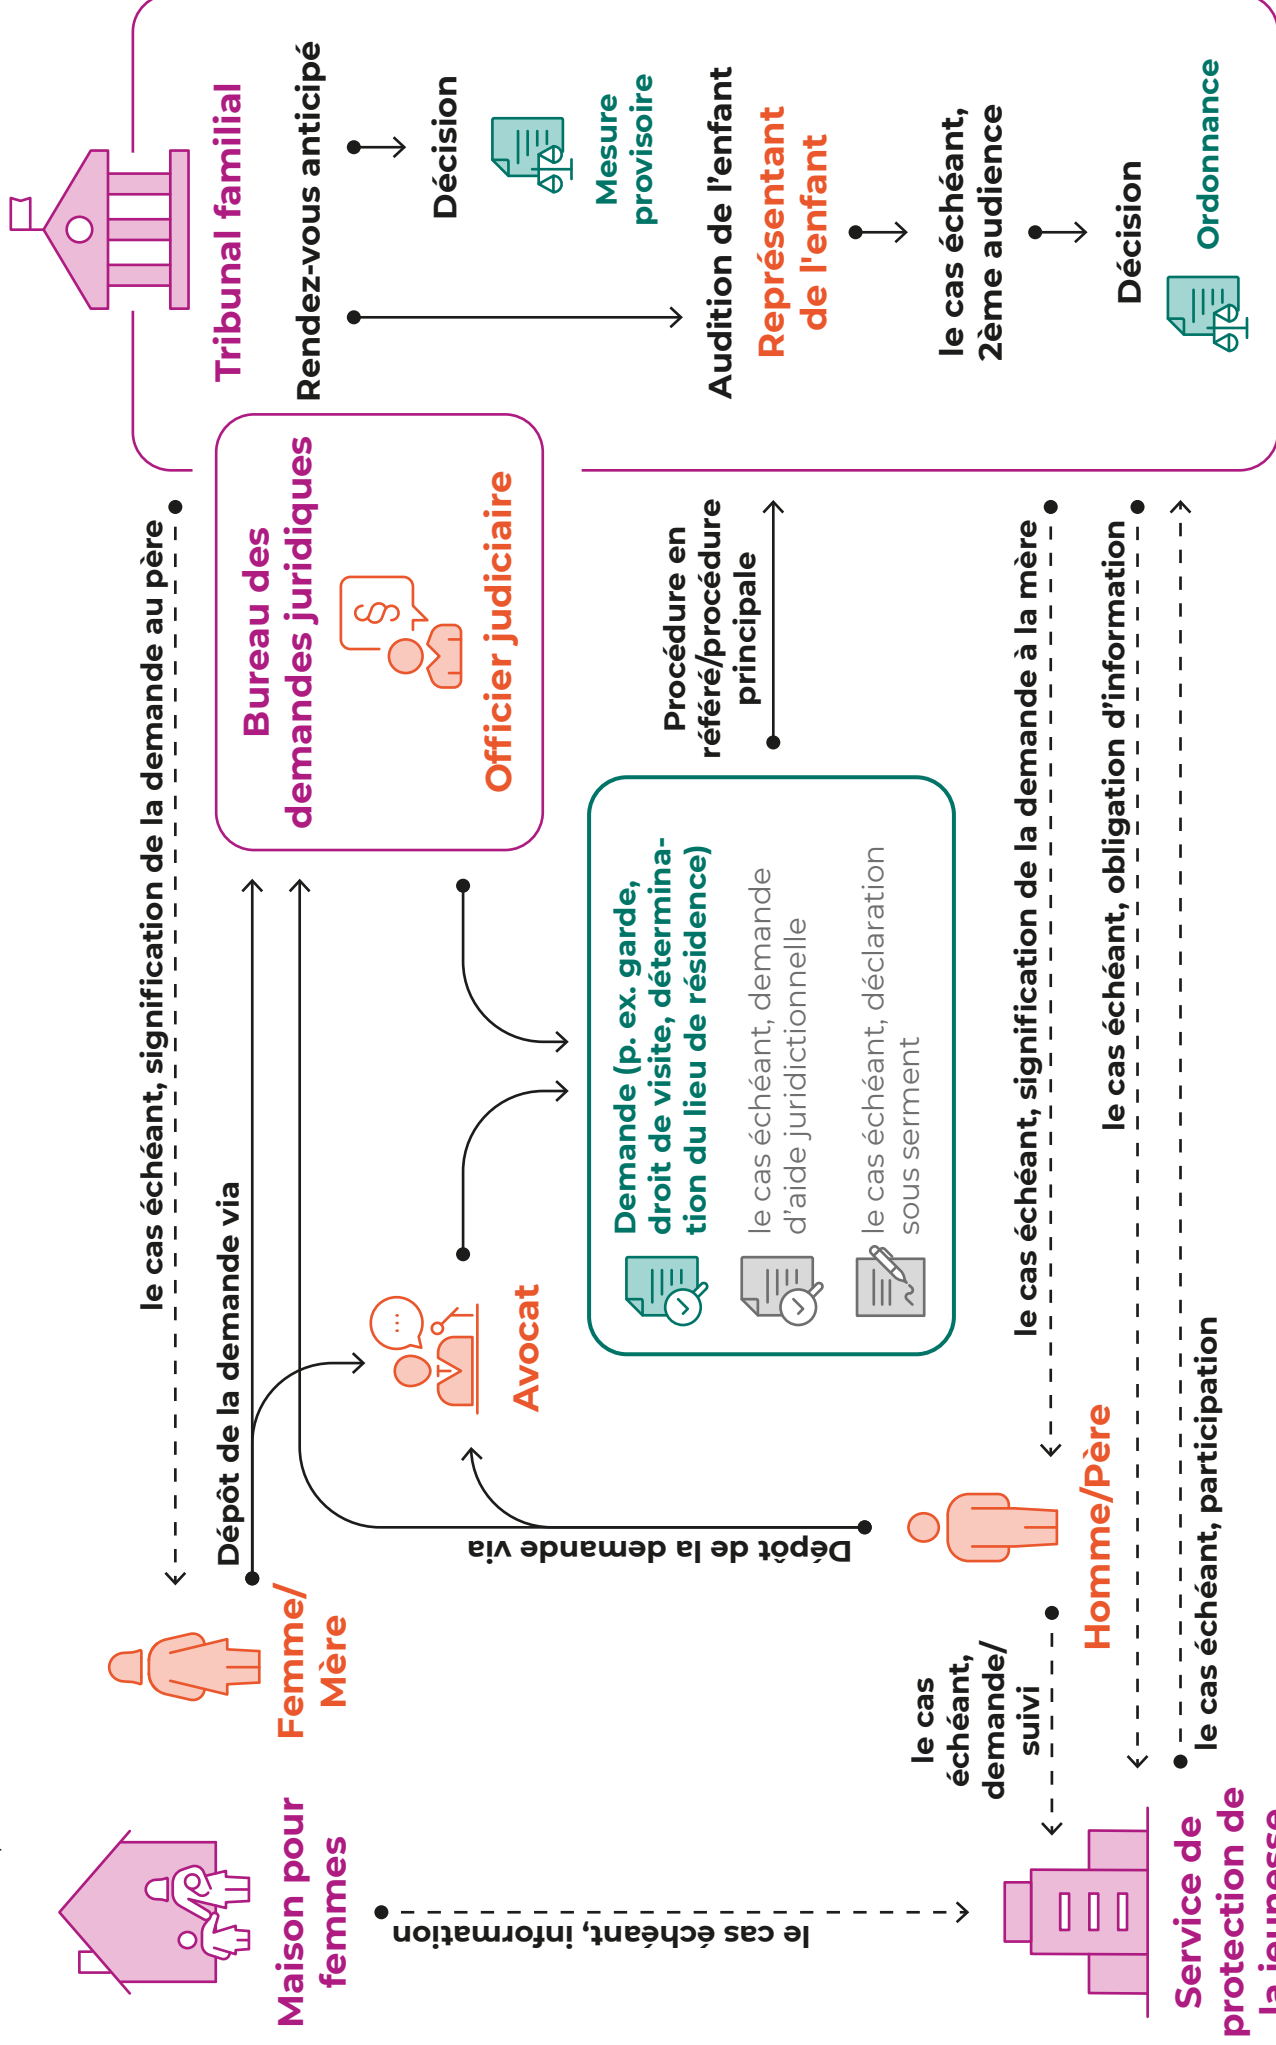 Maison pour
femmes
le cas échéant, information
Service de
protection de
la jeunesse
Femme/
Mère
le cas échéant, signification de la demande au père
Dépôt de la demande via
Dépôt de la demande via
Avocat
Homme/Père
le cas
échéant,
demande/
suivi
Bureau des
demandes juridiques
Officier judiciaire
Demande (p. ex. garde,
droit de visite, détermina-
tion du lieu de résidence)
le cas échéant, demande
d'aide juridictionnelle
le cas échéant, déclaration
sous serment
Procédure en
référé/procédure
principale
le cas échéant, signification de la demande à la mère
le cas échéant, obligation d'information
le cas échéant, participation
Tribunal familial
Rendez-vous anticipé
Décision
Mesure
provisoire
Audition de l'enfant
Représentant
de l'enfant
le cas échéant,
2ème audience
Décision
Ordonnance